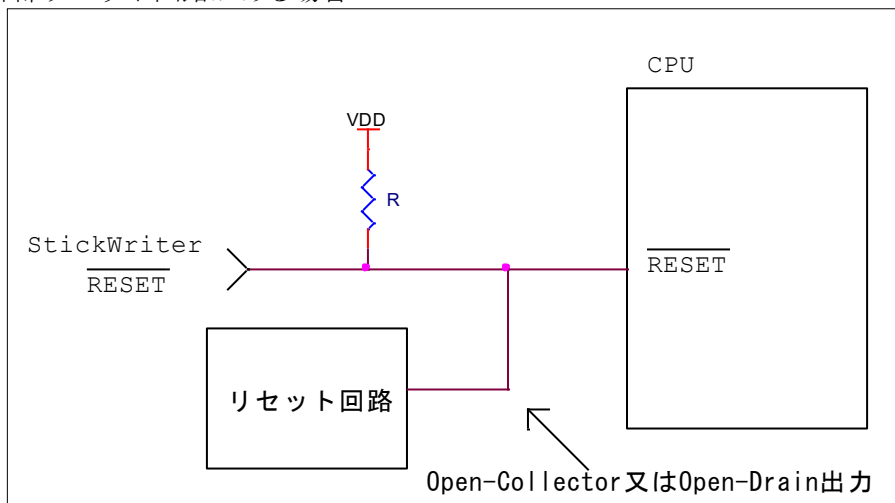 CPU
VDD
R
StickWriter
RESET
RESET
リセット回路
Open-Collector又はOpen-Drain出力